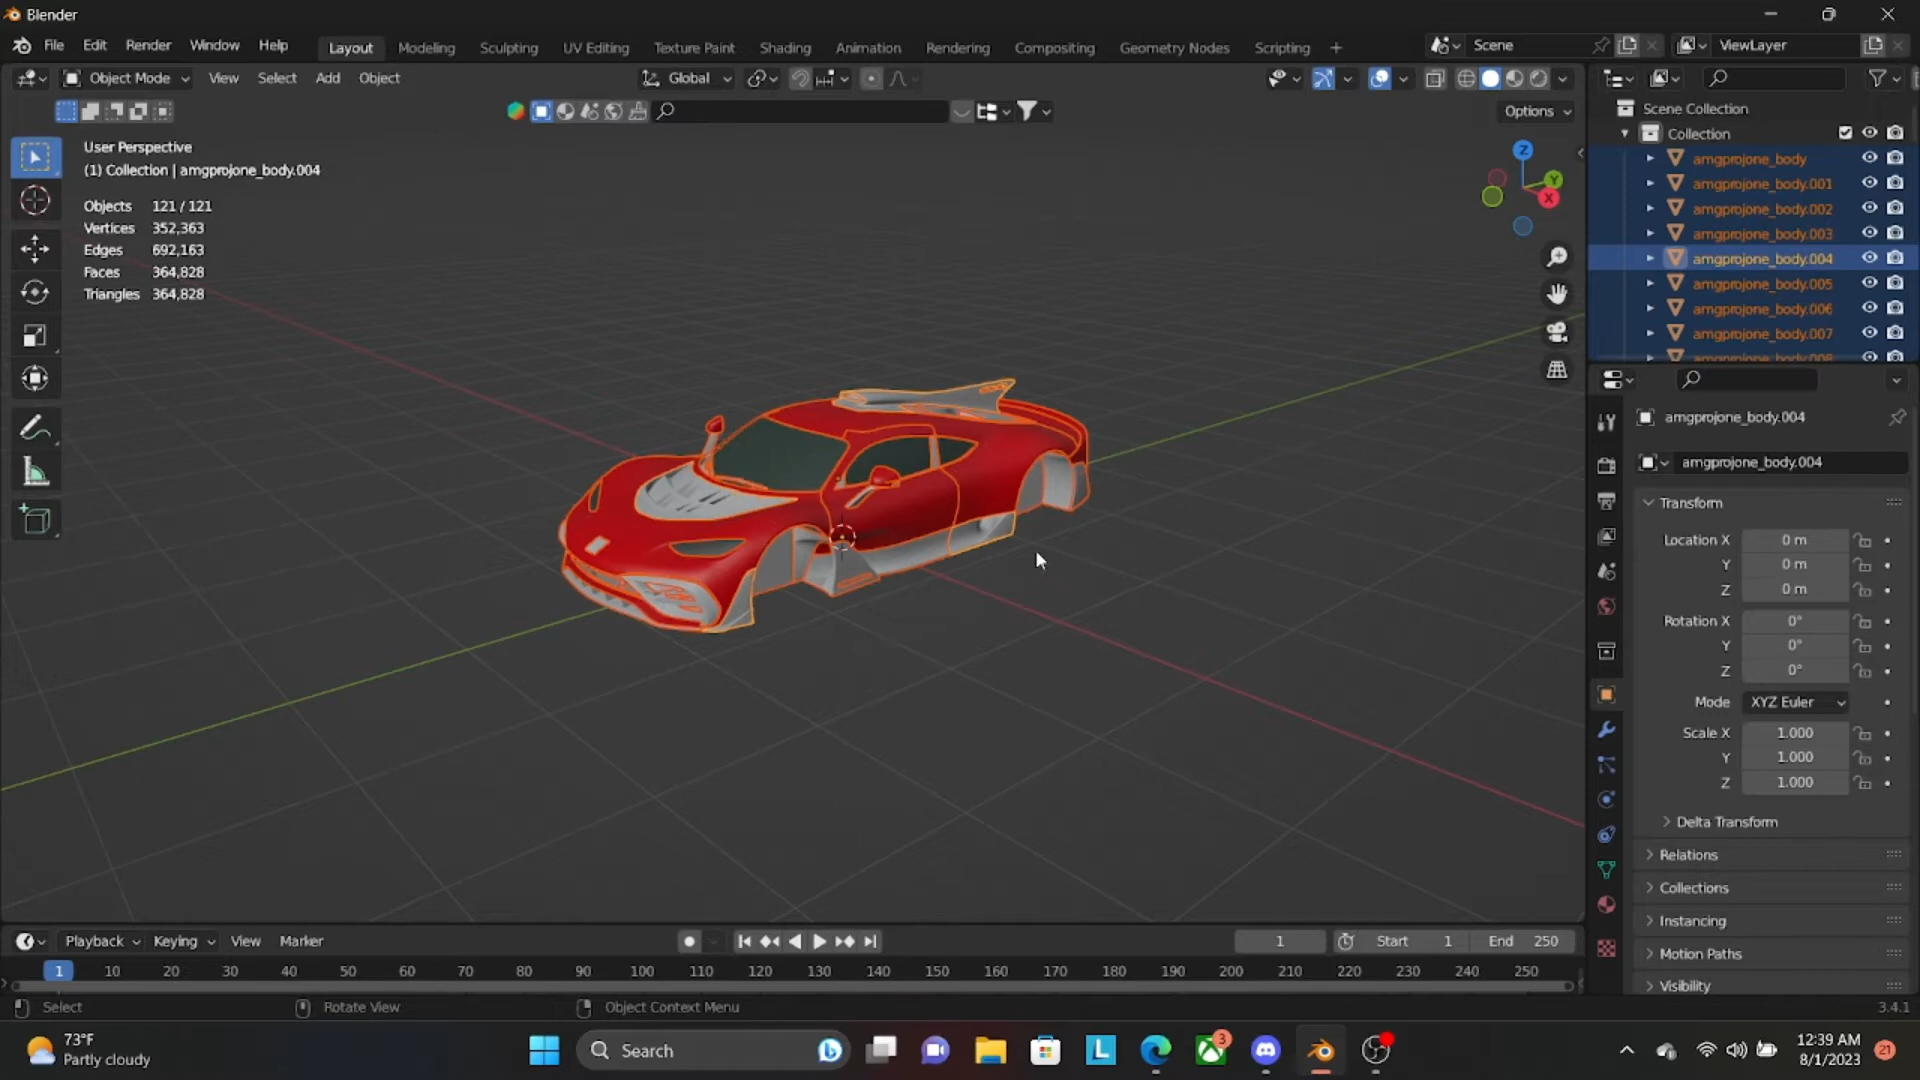 Blender
File Edit Render Window Help Layout Modeling Sculpting UV Editing Texture Paint Shading Animation Rendering Compositing Geometry Nodes Scripting + Scene ViewLayer
Object Mode View Select Add Object Global
Options
User Perspective
(1) Collection | amgprojone_body.004
Objects 121 / 121
Vertices 352,363
Edges 692,163
Faces 364,828
Triangles 364,828
Z
Y
X
Scene Collection
Collection
amgprojone_body
amgprojone_body.001
amgprojone_body.002
amgprojone_body.003
amgprojone_body.004
amgprojone_body.005
amgprojone_body.006
amgprojone_body.007
amgprojone_body.008
amgprojone_body.004
amgprojone_body.004
Transform
Location X 0 m
Y 0 m
Z 0 m
Rotation X 0°
Y 0°
Z 0°
Mode XYZ Euler
Scale X 1.000
Y 1.000
Z 1.000
Delta Transform
Relations
Collections
Instancing
Motion Paths
Visibility
Playback Keying View Marker 1 Start 1 End 250
1 10 20 30 40 50 60 70 80 90 100 110 120 130 140 150 160 170 180 190 200 210 220 230 240 250
Select Rotate View Object Context Menu 3.4.1
73°F
Partly cloudy
Search
L
3
12:39 AM
8/1/2023
21